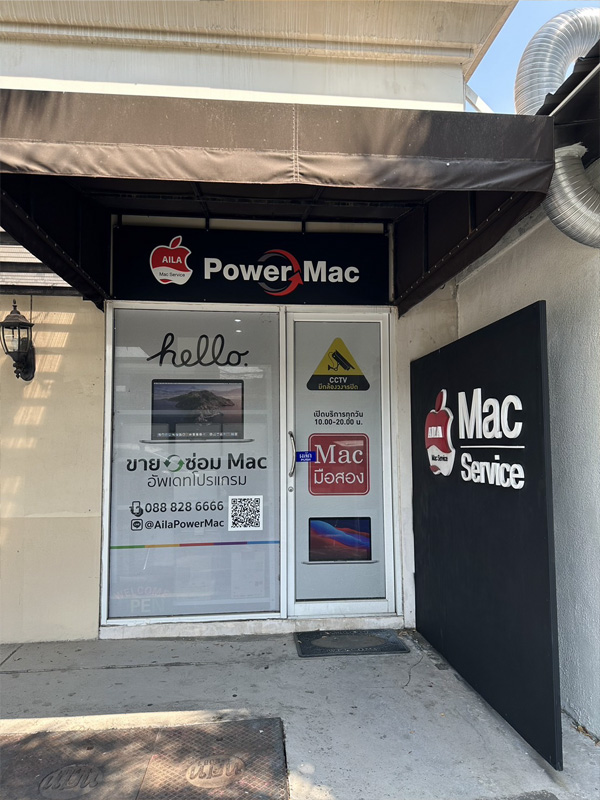 AILA
Mac Service
Power Mac
hello
CCTV
มีกล้องวงจรปิด
เปิดบริการทุกวัน
10.00-20.00 น.
Mac
มือสอง
ขาย ซ่อม Mac
อัพเดทโปรแกรม
088 828 6666
@AilaPowerMac
AILA
Mac Service
Mac
Service